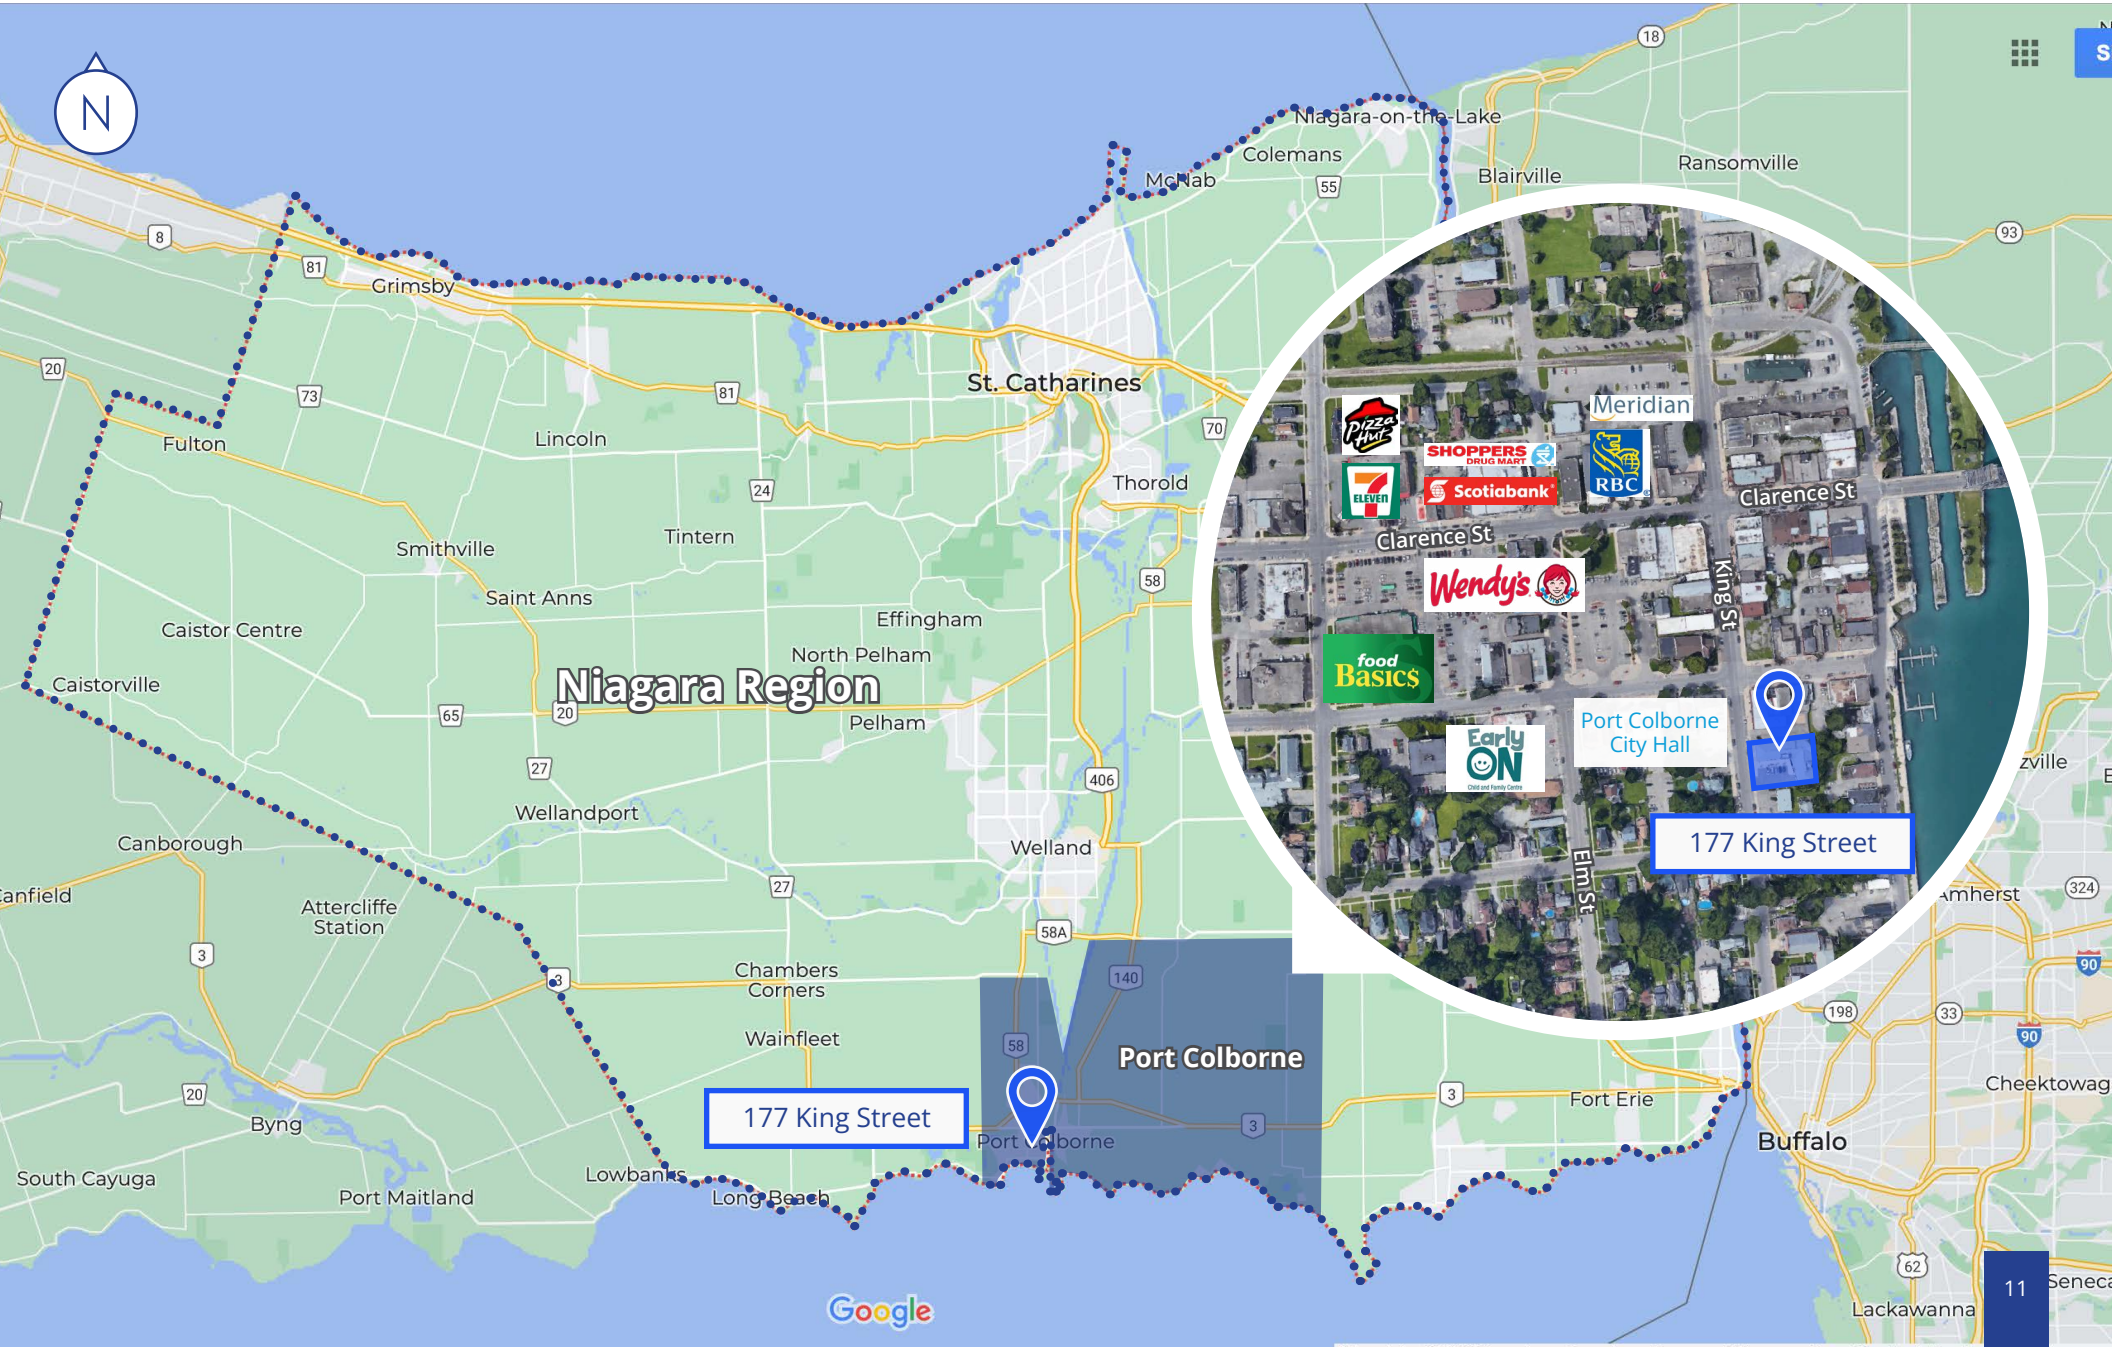 18
S
N
Niagara-on-the-Lake
Colemans
McNab
55
Blairville
Ransomville
93
8
81
Grimsby
20
73
81
St. Catharines
70
Fulton
Lincoln
24
Thorold
Tintern
Smithville
58
Saint Anns
Effingham
Caistor Centre
North Pelham
Niagara Region
Caistorville
65
20
Pelham
27
406
Wellandport
Canborough
Welland
27
anfield
Attercliffe
Station
58A
3
Chambers
Corners
3
140
Wainfleet
58
Port Colborne
177 King Street
Port Colborne
3
3
Fort Erie
20
Byng
South Cayuga
Port Maitland
Lowbanks
Long Beach
Buffalo
Cheektowag
198
33
90
90
324
Amherst
zville
E
62
Seneca
Lackawanna
Google
11
Pizza
Hut
7
ELEVEN
SHOPPERS
DRUG MART
Scotiabank
Meridian
RBC
Clarence St
Clarence St
King St
Wendy's
food
Basics
Early
ON
Child and Family Centre
Port Colborne
City Hall
177 King Street
Elm St